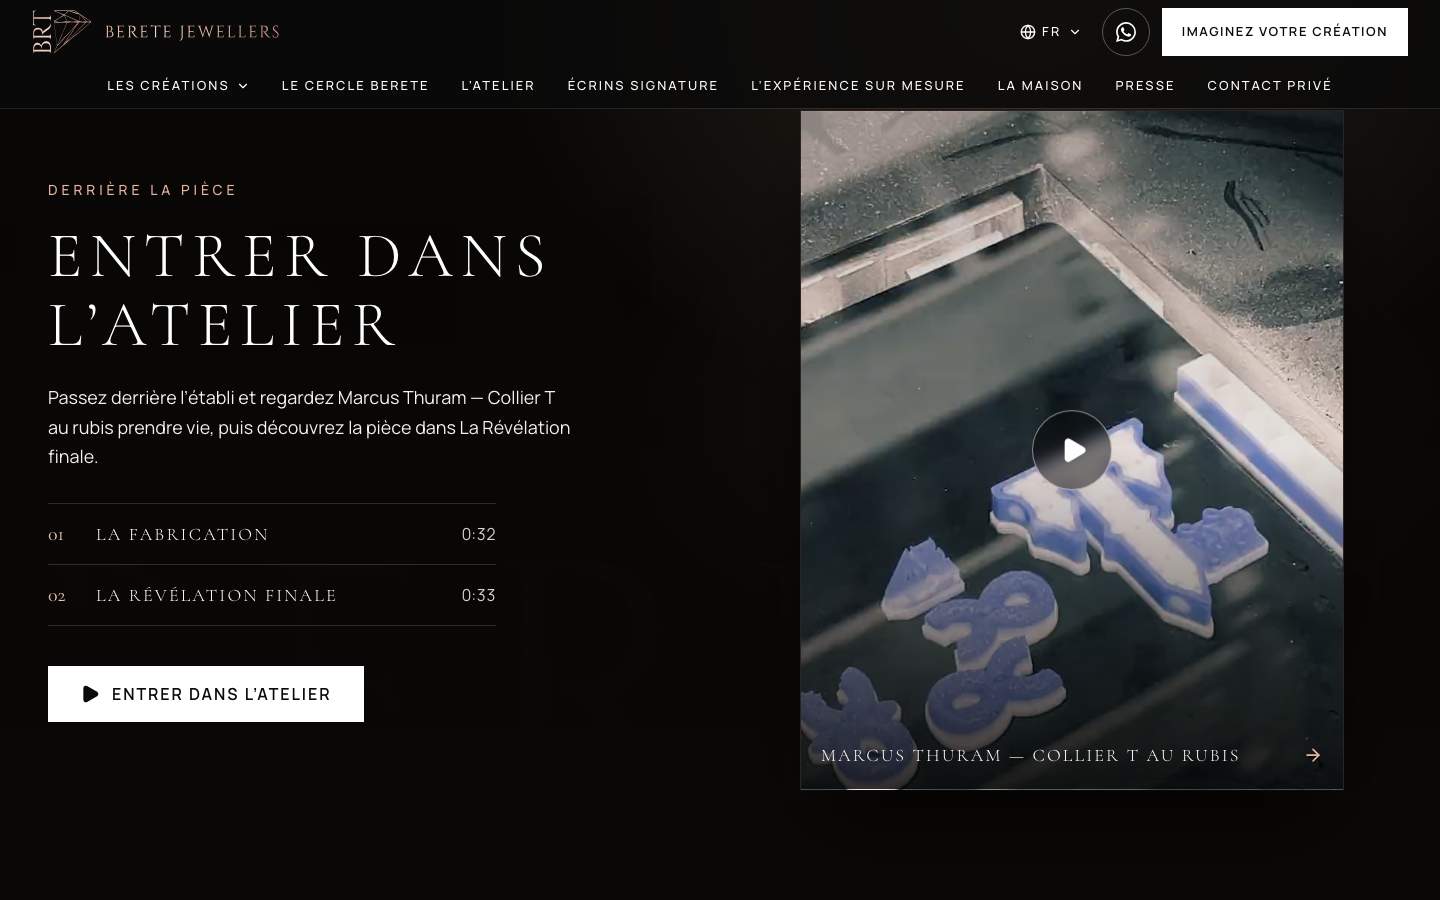 BRT
BERETE JEWELLERS
FR
IMAGINEZ VOTRE CRÉATION
LES CRÉATIONS
LE CERCLE BERETE
L’ATELIER
ÉCRINS SIGNATURE
L’EXPÉRIENCE SUR MESURE
LA MAISON
PRESSE
CONTACT PRIVÉ
DERRIÈRE LA PIÈCE
ENTRER DANS
L’ATELIER
Passez derrière l’établi et regardez Marcus Thuram — Collier T
au rubis prendre vie, puis découvrez la pièce dans La Révélation
finale.
01 LA FABRICATION 0:32
02 LA RÉVÉLATION FINALE 0:33
ENTRER DANS L’ATELIER
MARCUS THURAM — COLLIER T AU RUBIS